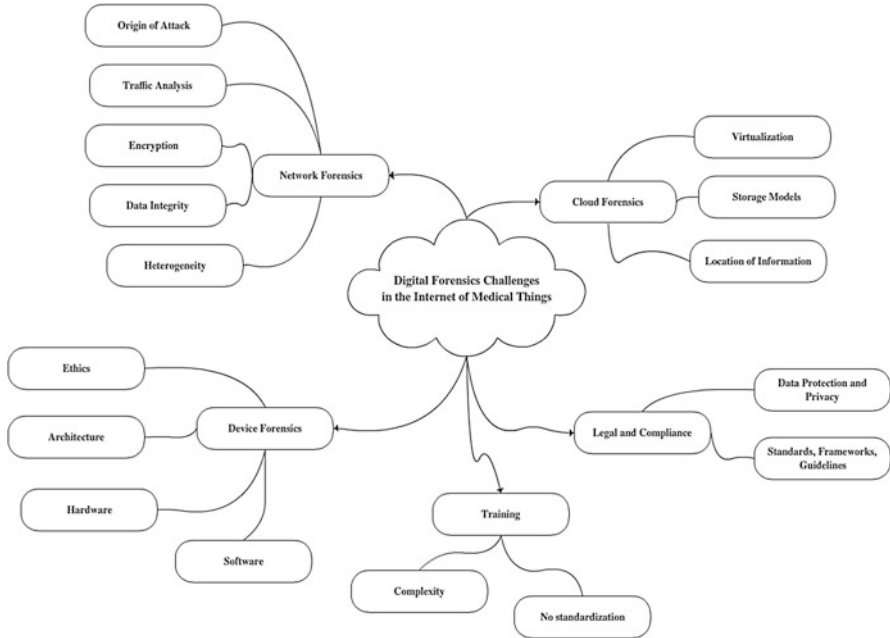 Origin of Attack
Traffic Analysis
Encryption
Data Integrity
Heterogeneity
Network Forensics
Cloud Forensics
Virtualization
Storage Models
Location of Information
Digital Forensics Challenges
in the Internet of Medical Things
Ethics
Architecture
Hardware
Software
Device Forensics
Legal and Compliance
Data Protection and
Privacy
Standards, Frameworks,
Guidelines
Training
Complexity
No standardization